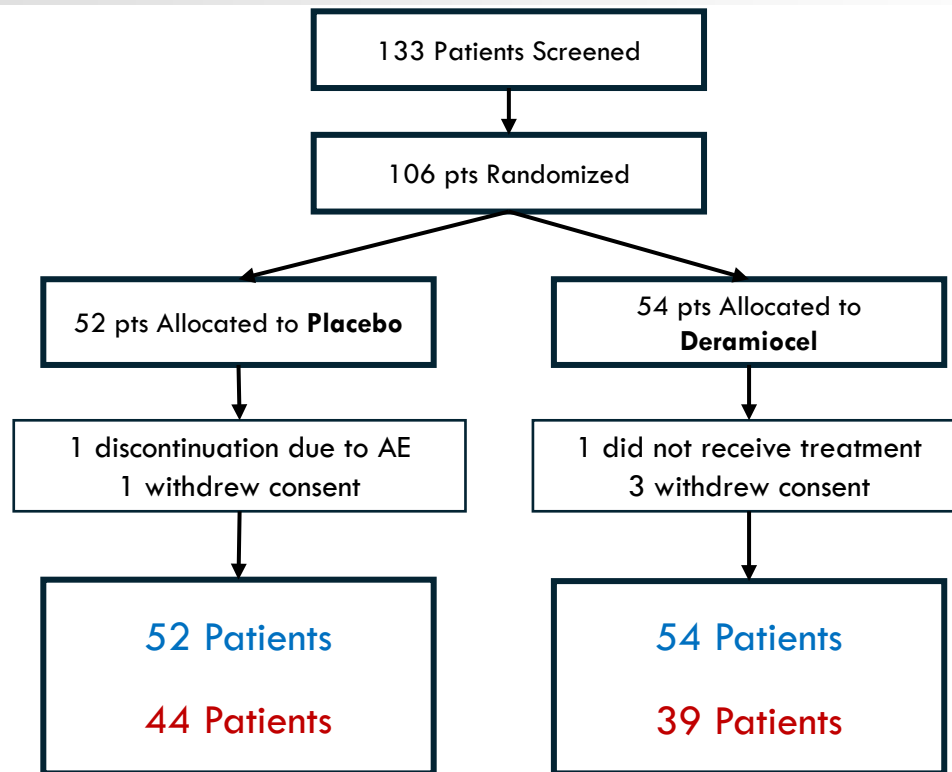 133 Patients Screened
106 pts Randomized
52 pts Allocated to Placebo
54 pts Allocated to
Deramiocel
1 discontinuation due to AE
1 withdrew consent
1 did not receive treatment
3 withdrew consent
52 Patients
44 Patients
54 Patients
39 Patients